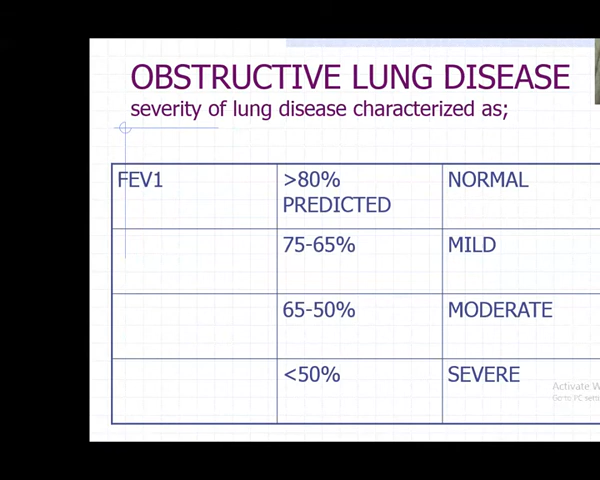 OBSTRUCTIVE LUNG DISEASE
severity of lung disease characterized as;
FEV1 >80% NORMAL
PREDICTED
75-65% MILD
65-50% MODERATE
<50% SEVERE
Activate W
Go to PC setti